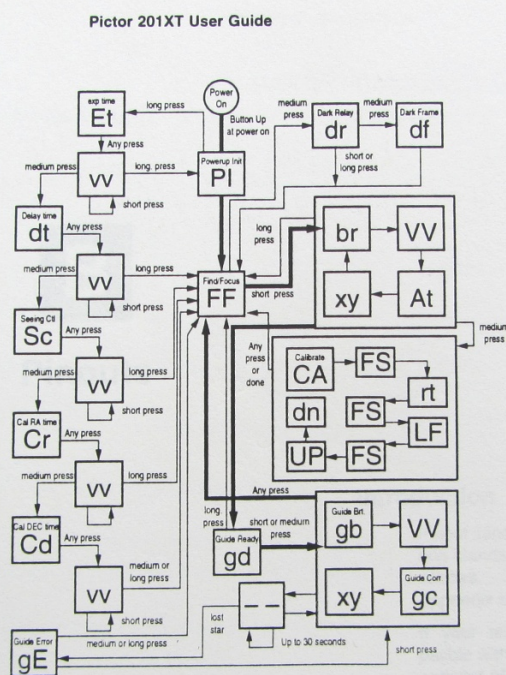 Pictor 201XT User Guide
Power
On
Button Up
at power on
exp time
Et
long press
Any press
Powerup Init
PI
medium
press
Dark Relay
dr
medium
press
Dark Frame
df
short or
long press
medium press
vv
long. press
short press
Delay time
dt
Any press
long
press
br
VV
xy
At
medium press
vv
long press
short press
Find/Focus
FF
short press
Seeing Ctl
Sc
Any press
medium
press
Any
press
or
done
Calibrate
CA
FS
rt
dn
FS
LF
UP
FS
medium press
vv
long press
short press
Cal RA time
Cr
Any press
medium press
vv
long press
short press
Any press
long.
press
short or medium
press
Guide Ready
gd
Guide Brt.
gb
VV
xy
Guide Corr.
gc
Cal DEC time
Cd
Any press
vv
medium or
long press
short press
lost
star
– –
Up to 30 seconds
short press
Guide Error
gE
medium or long press